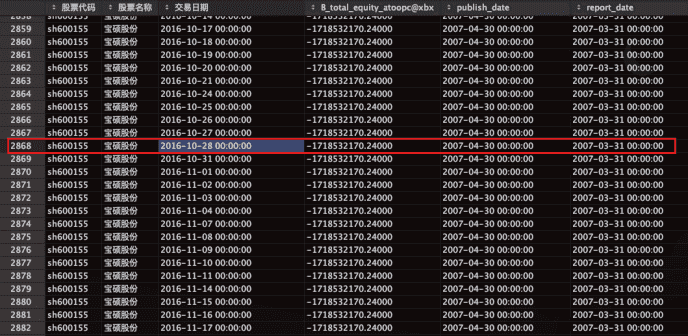 股票代码 股票名称 交易日期 B_total_equity_atoopc@xbx publish_date report_date
2858 sh600155 宝硕股份 2016-10-14 00:00:00 -1718532170.24000 2007-04-30 00:00:00 2007-03-31 00:00:00
2859 sh600155 宝硕股份 2016-10-17 00:00:00 -1718532170.24000 2007-04-30 00:00:00 2007-03-31 00:00:00
2860 sh600155 宝硕股份 2016-10-18 00:00:00 -1718532170.24000 2007-04-30 00:00:00 2007-03-31 00:00:00
2861 sh600155 宝硕股份 2016-10-19 00:00:00 -1718532170.24000 2007-04-30 00:00:00 2007-03-31 00:00:00
2862 sh600155 宝硕股份 2016-10-20 00:00:00 -1718532170.24000 2007-04-30 00:00:00 2007-03-31 00:00:00
2863 sh600155 宝硕股份 2016-10-21 00:00:00 -1718532170.24000 2007-04-30 00:00:00 2007-03-31 00:00:00
2864 sh600155 宝硕股份 2016-10-24 00:00:00 -1718532170.24000 2007-04-30 00:00:00 2007-03-31 00:00:00
2865 sh600155 宝硕股份 2016-10-25 00:00:00 -1718532170.24000 2007-04-30 00:00:00 2007-03-31 00:00:00
2866 sh600155 宝硕股份 2016-10-26 00:00:00 -1718532170.24000 2007-04-30 00:00:00 2007-03-31 00:00:00
2867 sh600155 宝硕股份 2016-10-27 00:00:00 -1718532170.24000 2007-04-30 00:00:00 2007-03-31 00:00:00
2868 sh600155 宝硕股份 2016-10-28 00:00:00 -1718532170.24000 2007-04-30 00:00:00 2007-03-31 00:00:00
2869 sh600155 宝硕股份 2016-10-31 00:00:00 -1718532170.24000 2007-04-30 00:00:00 2007-03-31 00:00:00
2870 sh600155 宝硕股份 2016-11-01 00:00:00 -1718532170.24000 2007-04-30 00:00:00 2007-03-31 00:00:00
2871 sh600155 宝硕股份 2016-11-02 00:00:00 -1718532170.24000 2007-04-30 00:00:00 2007-03-31 00:00:00
2872 sh600155 宝硕股份 2016-11-03 00:00:00 -1718532170.24000 2007-04-30 00:00:00 2007-03-31 00:00:00
2873 sh600155 宝硕股份 2016-11-04 00:00:00 -1718532170.24000 2007-04-30 00:00:00 2007-03-31 00:00:00
2874 sh600155 宝硕股份 2016-11-07 00:00:00 -1718532170.24000 2007-04-30 00:00:00 2007-03-31 00:00:00
2875 sh600155 宝硕股份 2016-11-08 00:00:00 -1718532170.24000 2007-04-30 00:00:00 2007-03-31 00:00:00
2876 sh600155 宝硕股份 2016-11-09 00:00:00 -1718532170.24000 2007-04-30 00:00:00 2007-03-31 00:00:00
2877 sh600155 宝硕股份 2016-11-10 00:00:00 -1718532170.24000 2007-04-30 00:00:00 2007-03-31 00:00:00
2878 sh600155 宝硕股份 2016-11-11 00:00:00 -1718532170.24000 2007-04-30 00:00:00 2007-03-31 00:00:00
2879 sh600155 宝硕股份 2016-11-14 00:00:00 -1718532170.24000 2007-04-30 00:00:00 2007-03-31 00:00:00
2880 sh600155 宝硕股份 2016-11-15 00:00:00 -1718532170.24000 2007-04-30 00:00:00 2007-03-31 00:00:00
2881 sh600155 宝硕股份 2016-11-16 00:00:00 -1718532170.24000 2007-04-30 00:00:00 2007-03-31 00:00:00
2882 sh600155 宝硕股份 2016-11-17 00:00:00 -1718532170.24000 2007-04-30 00:00:00 2007-03-31 00:00:00